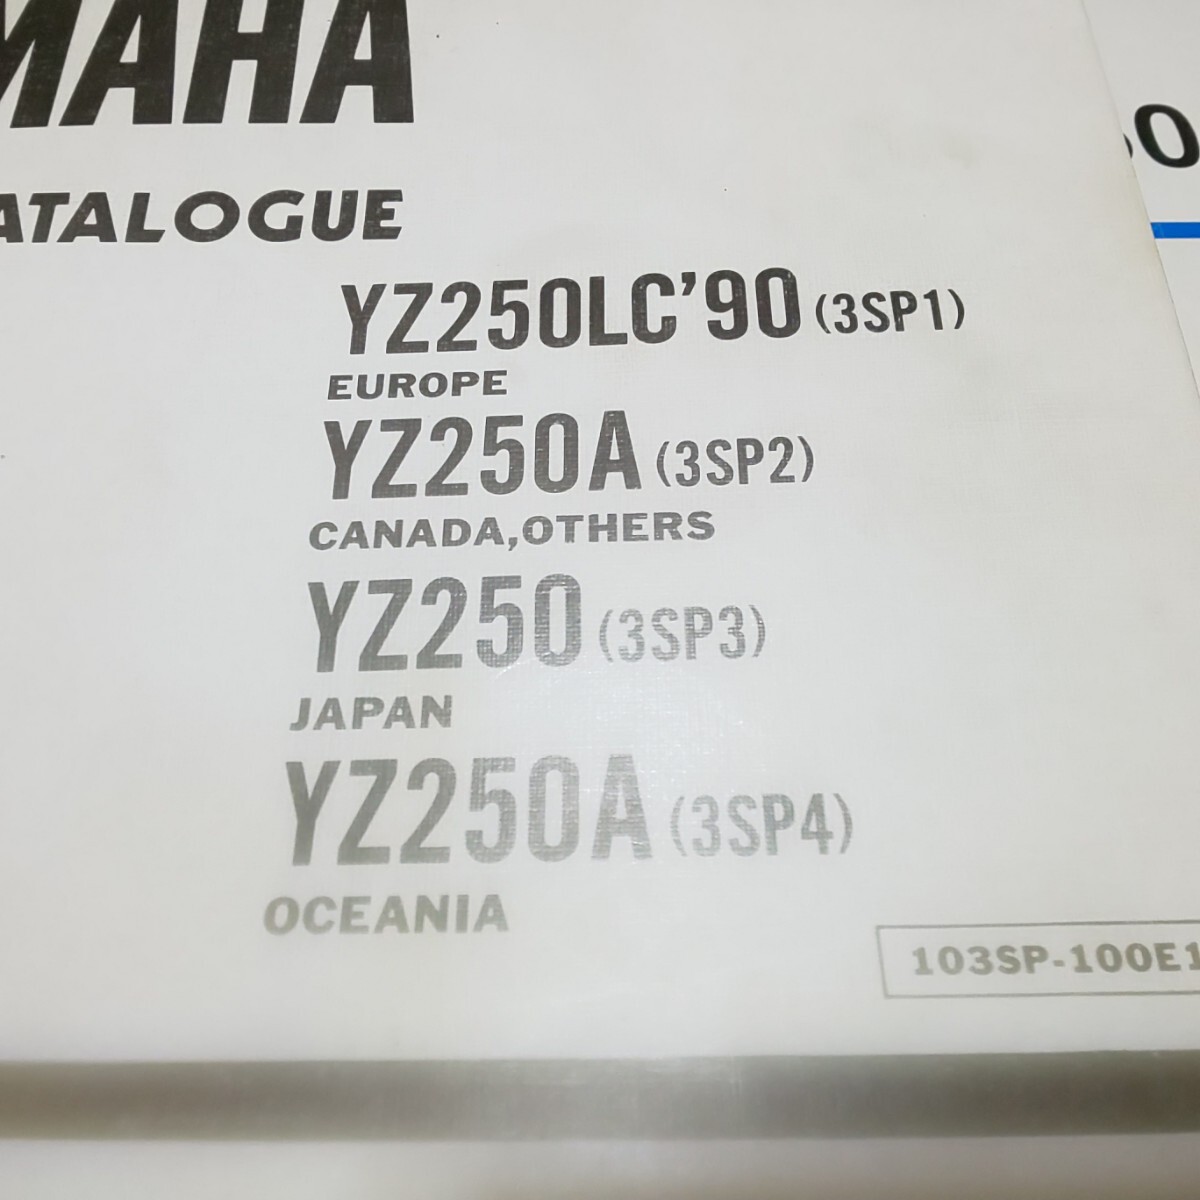 MAHA
ATALOGUE
YZ250LC'90 (3SP1)
EUROPE
YZ250A (3SP2)
CANADA,OTHERS
YZ250 (3SP3)
JAPAN
YZ250A (3SP4)
OCEANIA
103SP-100E1